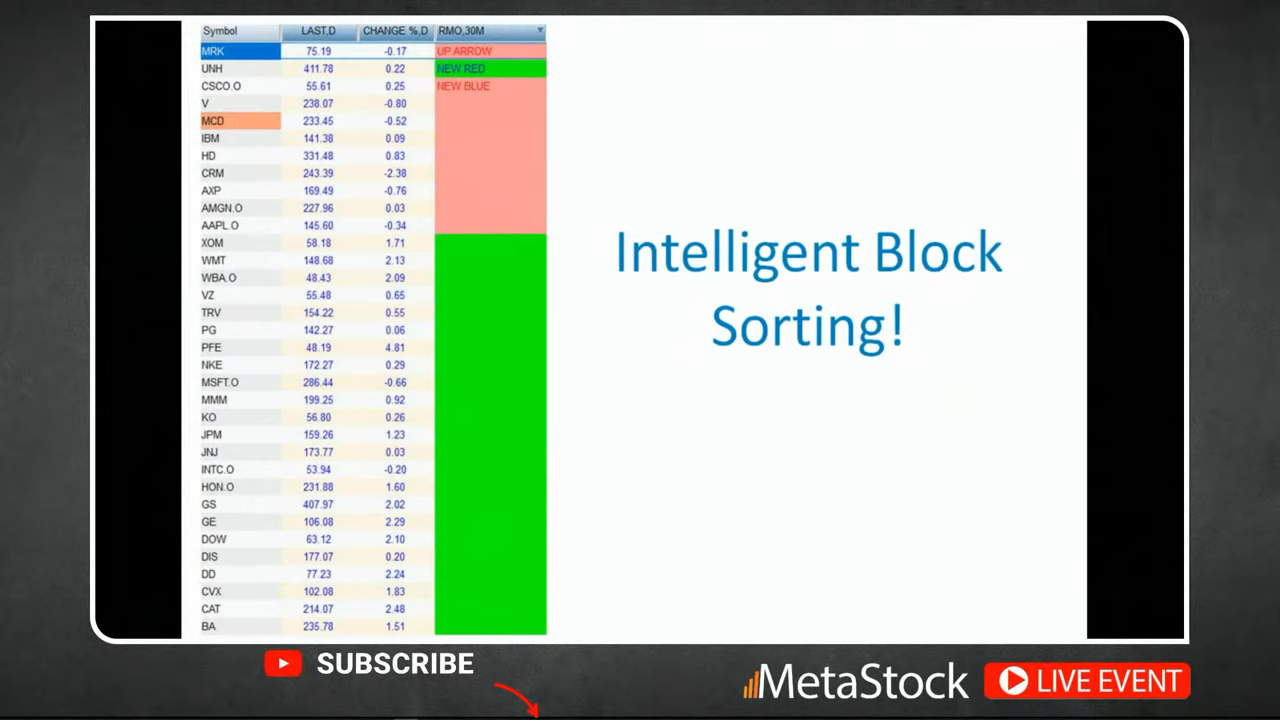 Symbol LAST,D CHANGE %,D RMO,30M
MRK 75.19 -0.17 UP ARROW
UNH 411.78 0.22 NEW RED
CSCO.O 55.61 0.25 NEW BLUE
V 238.07 -0.80
MCD 233.45 -0.52
IBM 141.38 0.09
HD 331.48 0.83
CRM 243.39 -2.38
AXP 169.49 -0.76
AMGN.O 227.96 0.03
AAPL.O 145.60 -0.34
XOM 58.18 1.71
WMT 148.68 2.13
WBA.O 48.43 2.09
VZ 55.48 0.65
TRV 154.22 0.55
PG 142.27 0.06
PFE 48.19 4.81
NKE 172.27 0.29
MSFT.O 286.44 -0.66
MMM 199.25 0.92
KO 56.80 0.26
JPM 159.26 1.23
JNJ 173.77 0.03
INTC.O 53.94 -0.20
HON.O 231.88 1.60
GS 407.97 2.02
GE 106.08 2.29
DOW 63.12 2.10
DIS 177.07 0.20
DD 77.23 2.24
CVX 102.08 1.83
CAT 214.07 2.48
BA 235.78 1.51
Intelligent Block
Sorting!
SUBSCRIBE
MetaStock
LIVE EVENT